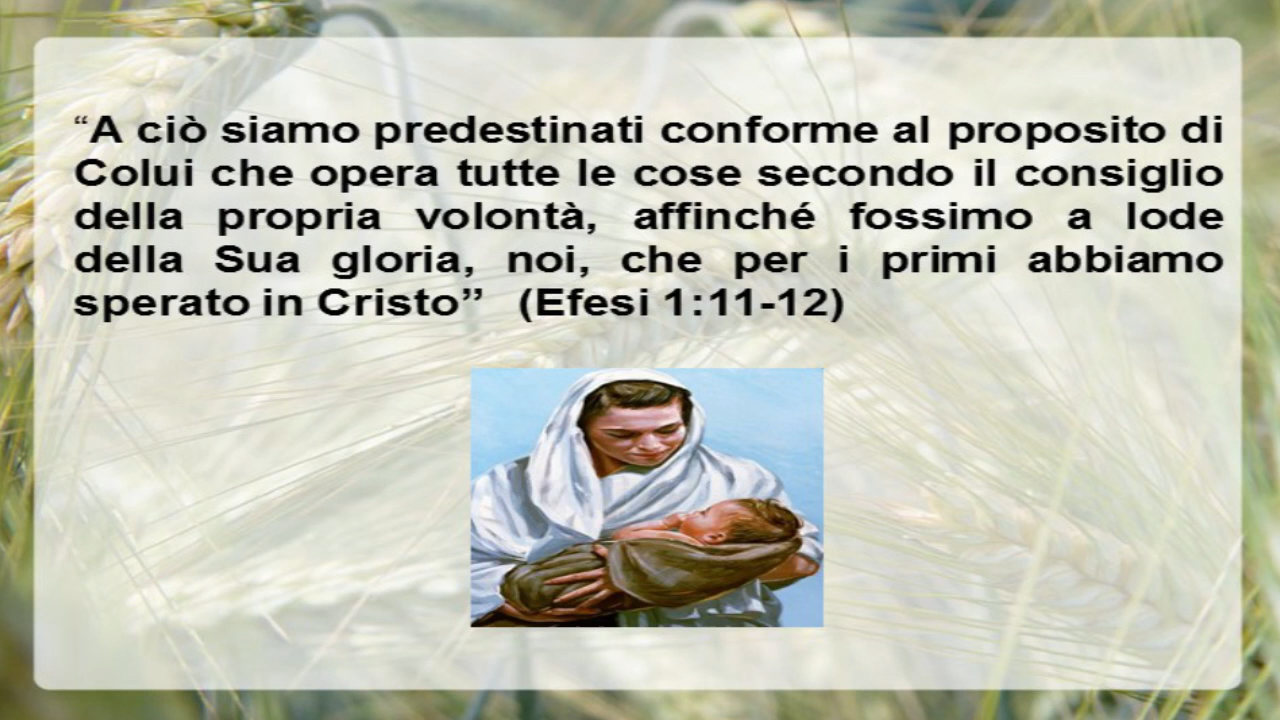 “A ciò siamo predestinati conforme al proposito di
Colui che opera tutte le cose secondo il consiglio
della propria volontà, affinché fossimo a lode
della Sua gloria, noi, che per i primi abbiamo
sperato in Cristo” (Efesi 1:11-12)